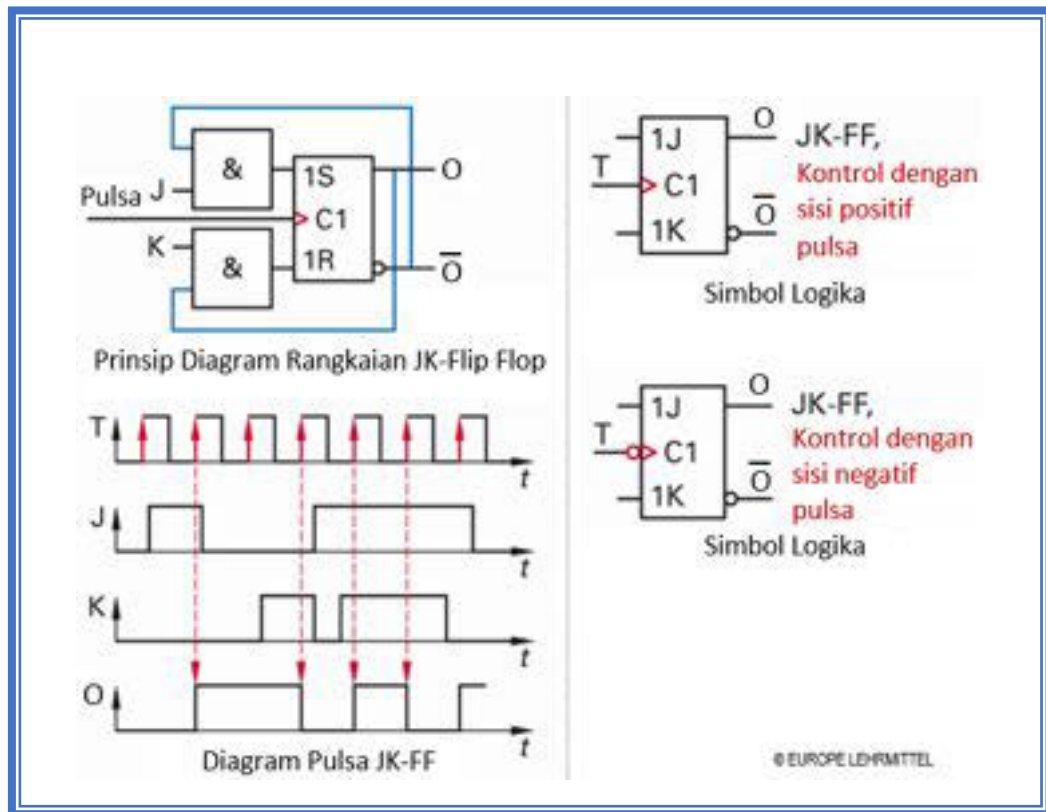 &
1S
O
Pulsa J
C1
K
&
1R
O̅
Prinsip Diagram Rangkaian JK-Flip Flop
T
t
J
t
K
t
O
t
Diagram Pulsa JK-FF
1J
O
JK-FF,
T
C1
Kontrol dengan
sisi positif
pulsa
1K
O̅
Simbol Logika
1J
O
JK-FF,
T
C1
Kontrol dengan
sisi negatif
pulsa
1K
O̅
Simbol Logika
© EUROPE LEHRMITTEL